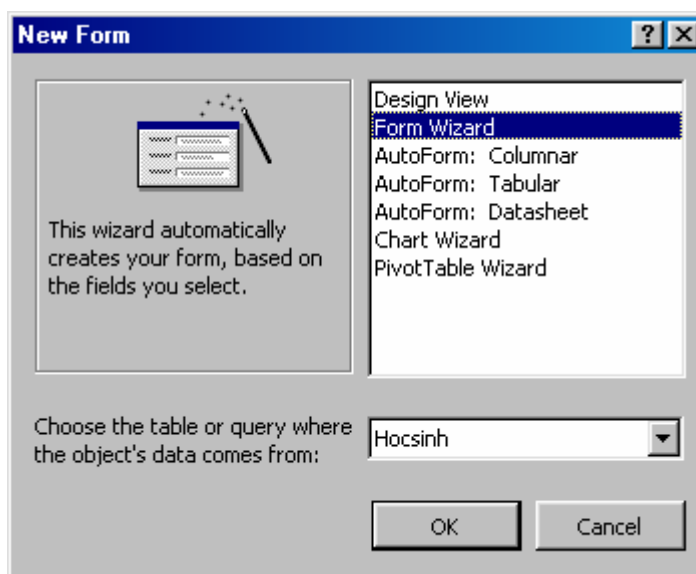 New Form
This wizard automatically
creates your form, based on
the fields you select.
Design View
Form Wizard
AutoForm: Columnar
AutoForm: Tabular
AutoForm: Datasheet
Chart Wizard
PivotTable Wizard
Choose the table or query where
the object's data comes from:
Hocsinh
OK
Cancel